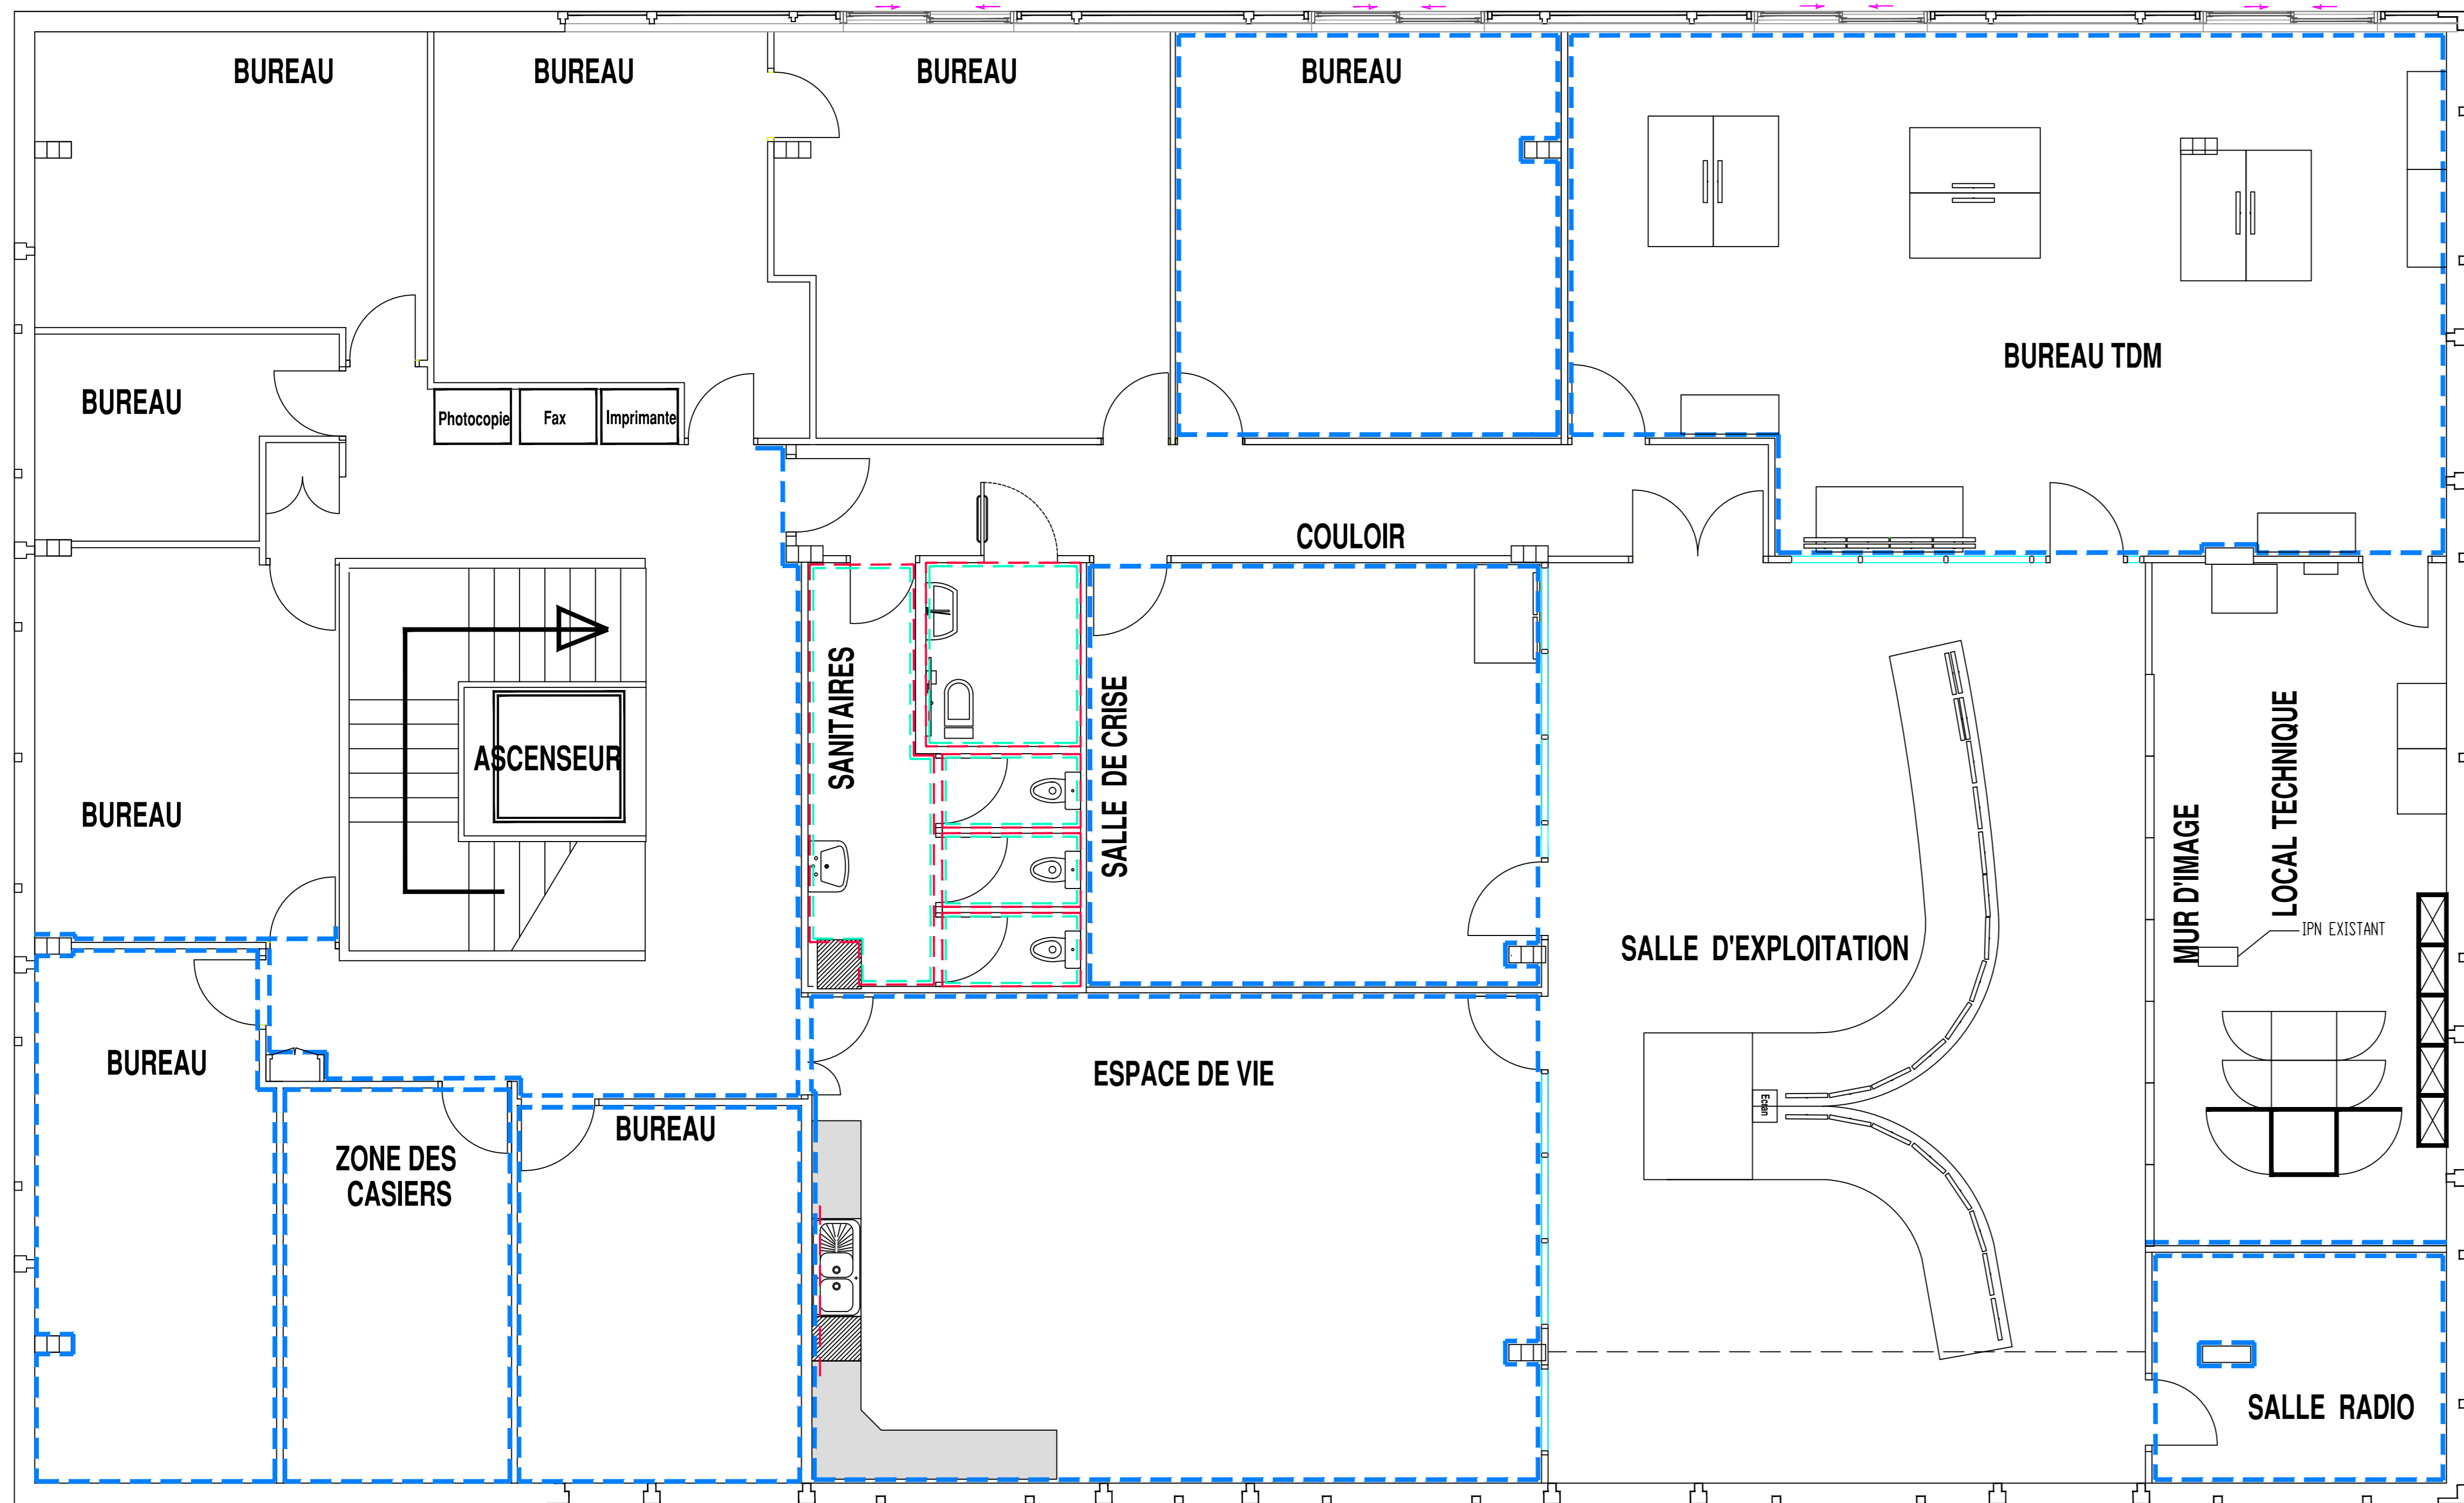 BUREAU
BUREAU
BUREAU
BUREAU
BUREAU TDM
BUREAU
Photocopie
Fax
Imprimante
COULOIR
SANITAIRES
SALLE DE CRISE
ASCENSEUR
BUREAU
SALLE D'EXPLOITATION
MUR D'IMAGE
LOCAL TECHNIQUE
IPN EXISTANT
BUREAU
ESPACE DE VIE
Ecran
BUREAU
ZONE DES
CASIERS
SALLE RADIO